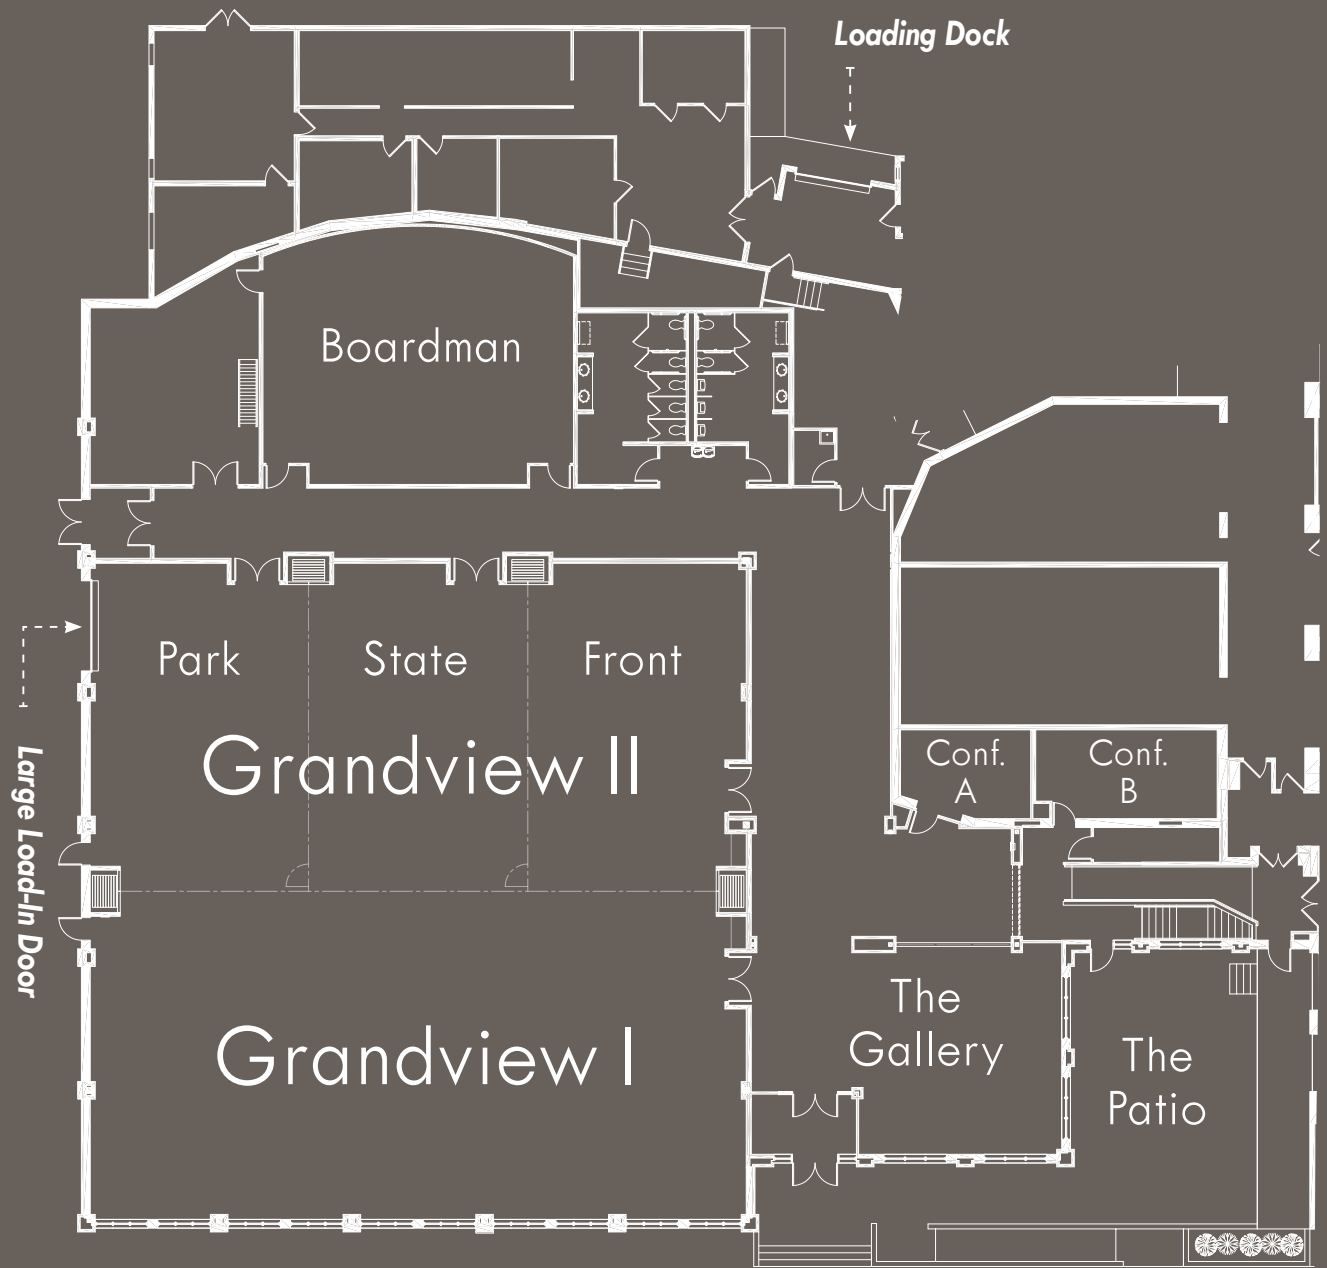 Loading Dock
Boardman
Park
State
Front
Grandview II
Conf.
A
Conf.
B
Large Load-In Door
Grandview I
The
Gallery
The
Patio